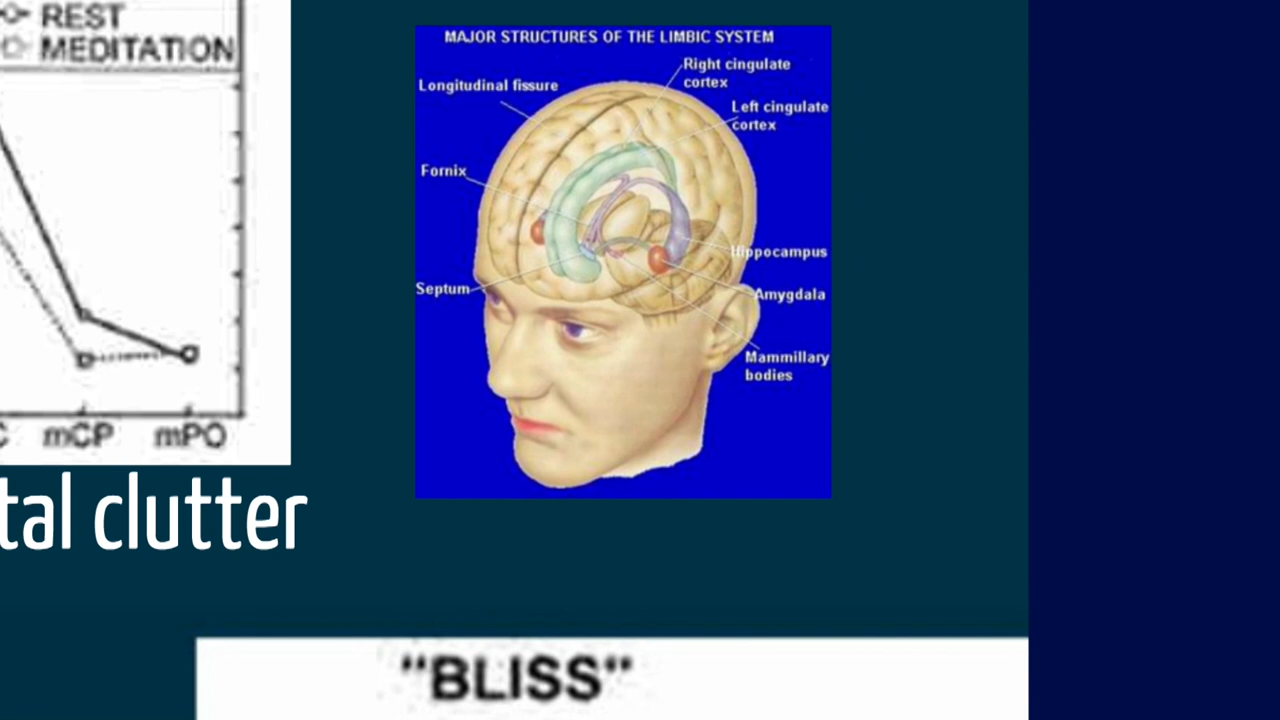 REST
MEDITATION
mCP mPO
tal clutter
MAJOR STRUCTURES OF THE LIMBIC SYSTEM
Right cingulate
cortex
Longitudinal fissure
Left cingulate
cortex
Fornix
Hippocampus
Septum
Amygdala
Mammillary
bodies
"BLISS"